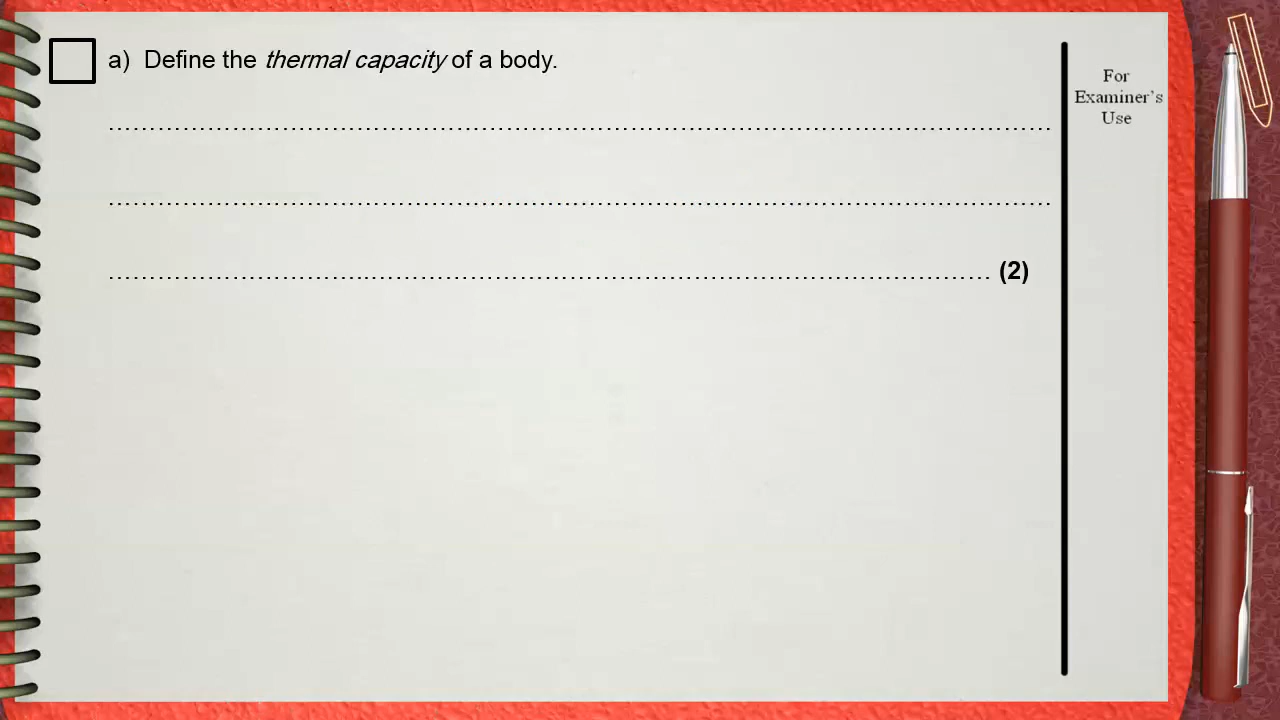 a) Define the thermal capacity of a body.
For
Examiner's
Use
................................................................................................................
................................................................................................................
......................................................................................................... (2)